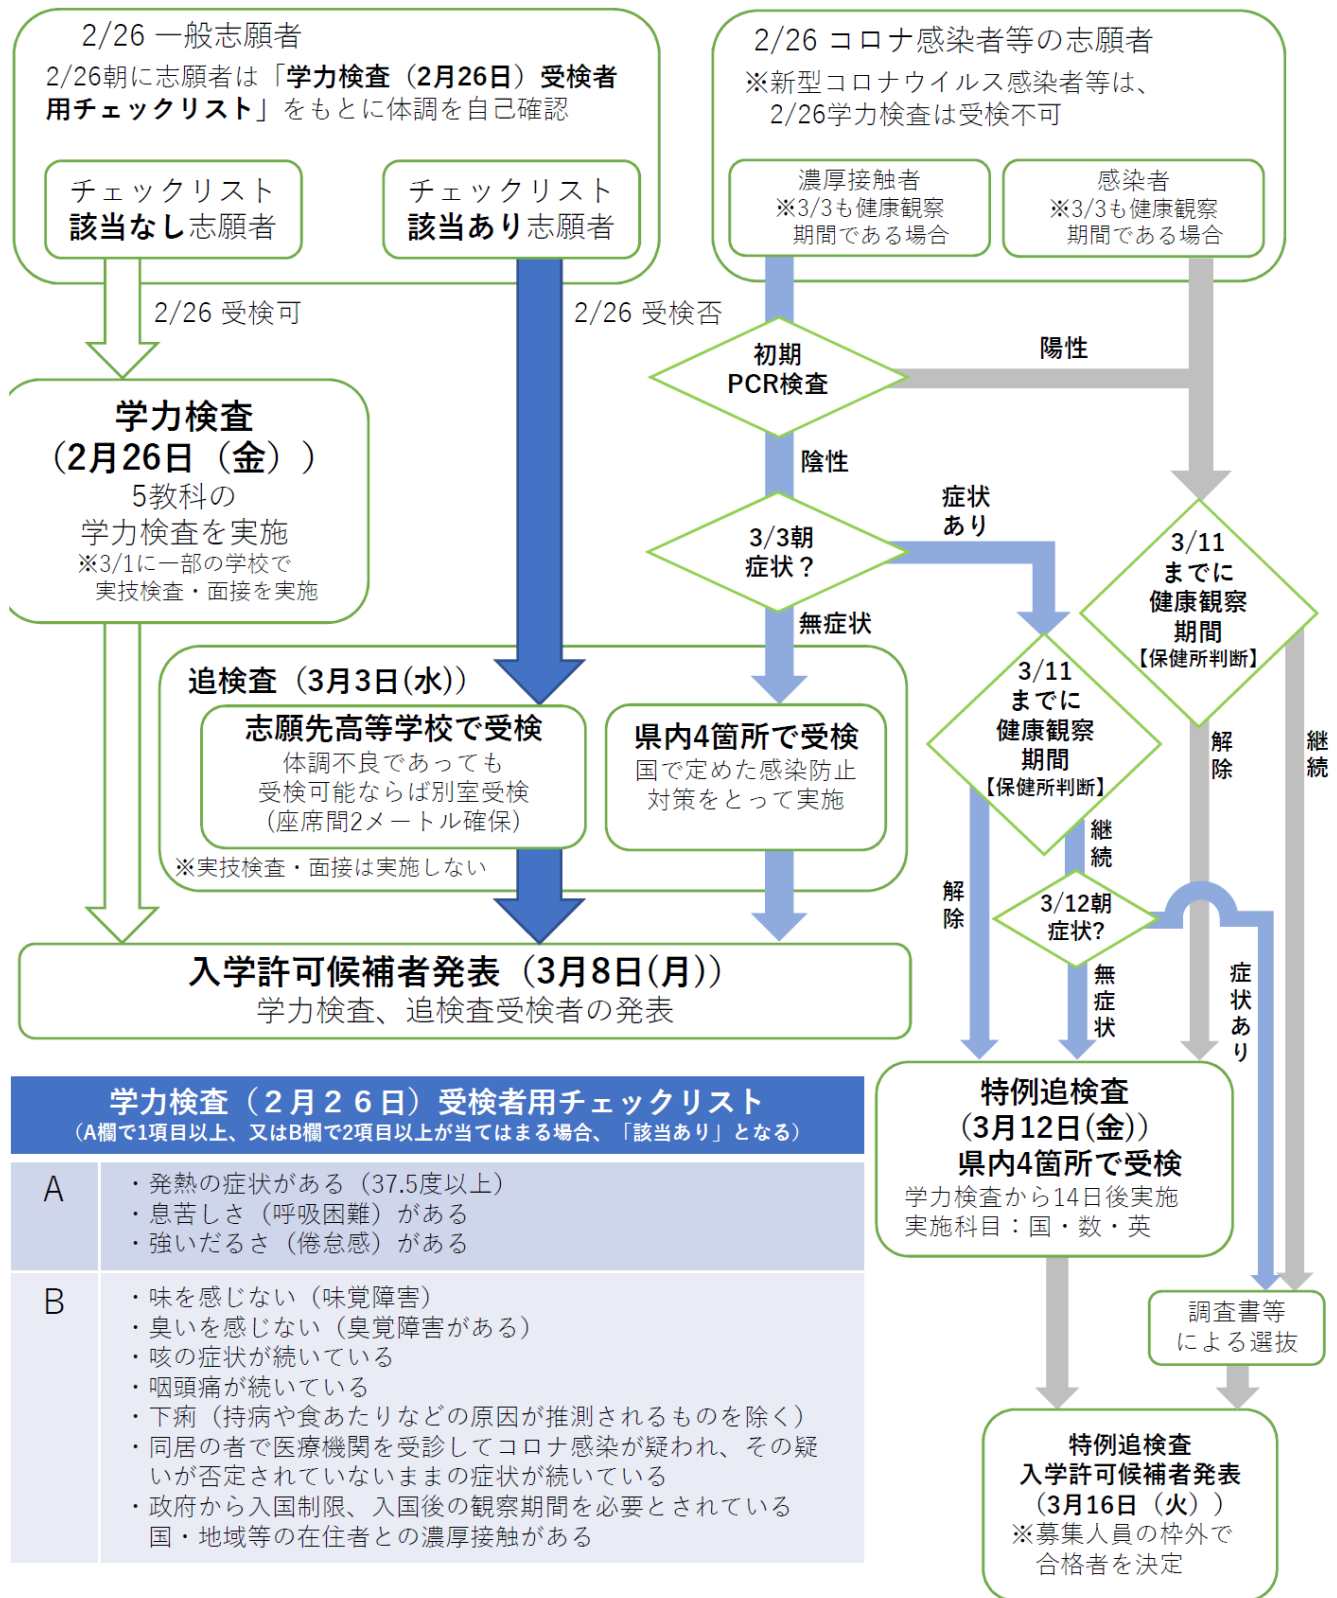 2/26 一般志願者
2/26朝に志願者は「学力検査（2月26日）受検者
用チェックリスト」をもとに体調を自己確認
チェックリスト
該当なし志願者
チェックリスト
該当あり志願者
2/26 コロナ感染者等の志願者
※新型コロナウイルス感染者等は、
2/26学力検査は受検不可
濃厚接触者
※3/3も健康観察
期間である場合
感染者
※3/3も健康観察
期間である場合
2/26 受検可
2/26 受検否
初期
PCR検査
陽性
陰性
学力検査
（2月26日（金））
5教科の
学力検査を実施
※3/1に一部の学校で
実技検査・面接を実施
3/3朝
症状？
症状
あり
無症状
3/11
までに
健康観察
期間
【保健所判断】
3/11
までに
健康観察
期間
【保健所判断】
解除
継続
追検査（3月3日(水)）
志願先高等学校で受検
体調不良であっても
受検可能ならば別室受検
(座席間2メートル確保)
県内4箇所で受検
国で定めた感染防止
対策をとって実施
※実技検査・面接は実施しない
継続
解除
3/12朝
症状?
無症状
症状あり
入学許可候補者発表（3月8日(月)）
学力検査、追検査受検者の発表
特例追検査
（3月12日(金)）
県内4箇所で受検
学力検査から14日後実施
実施科目：国・数・英
調査書等
による選抜
特例追検査
入学許可候補者発表
（3月16日（火））
※募集人員の枠外で
合格者を決定
学力検査（２月２６日）受検者用チェックリスト
（A欄で1項目以上、又はB欄で2項目以上が当てはまる場合、「該当あり」となる）
A
・発熱の症状がある（37.5度以上）
・息苦しさ（呼吸困難）がある
・強いだるさ（倦怠感）がある
B
・味を感じない（味覚障害）
・臭いを感じない（臭覚障害がある）
・咳の症状が続いている
・咽頭痛が続いている
・下痢（持病や食あたりなどの原因が推測されるものを除く）
・同居の者で医療機関を受診してコロナ感染が疑われ、その疑
いが否定されていないままの症状が続いている
・政府から入国制限、入国後の観察期間を必要とされている
国・地域等の在住者との濃厚接触がある